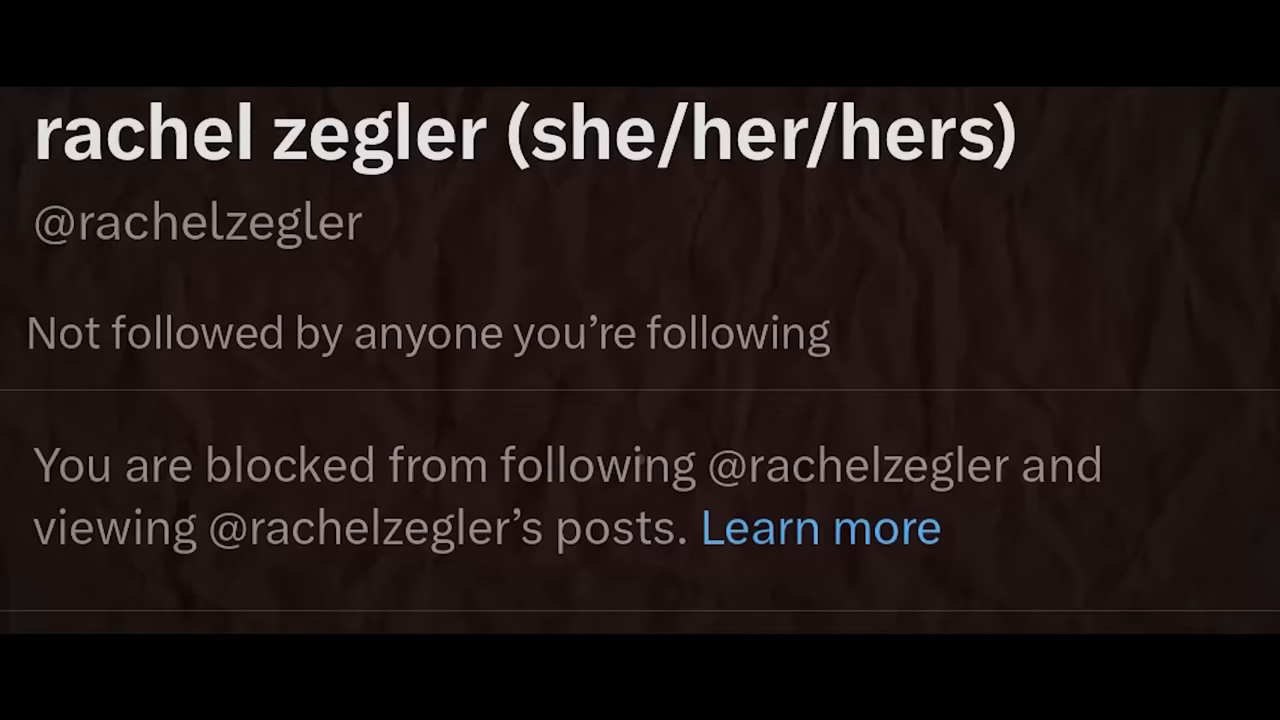 rachel zegler (she/her/hers)
@rachelzegler
Not followed by anyone you’re following
You are blocked from following @rachelzegler and
viewing @rachelzegler’s posts. Learn more